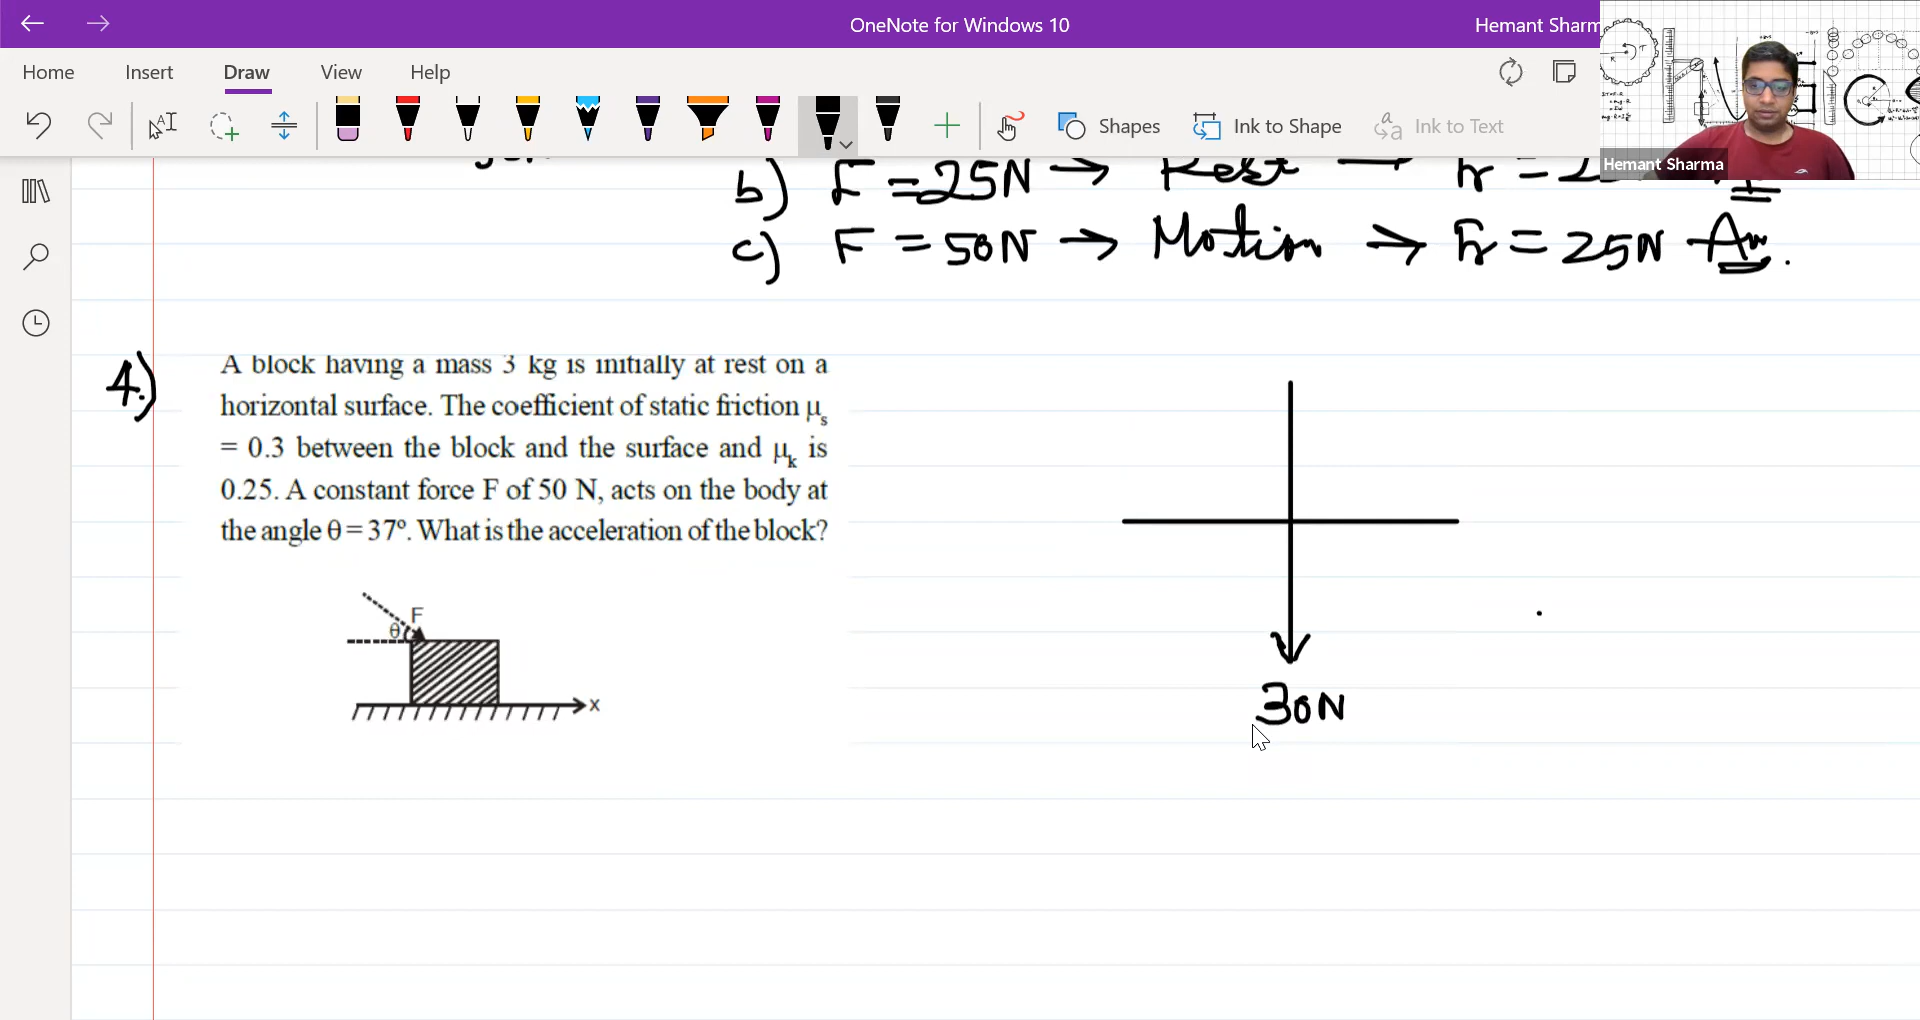 OneNote for Windows 10
Hemant Sharm
Home Insert Draw View Help
Shapes Ink to Shape Ink to Text
Hemant Sharma
b) F = 25N → Rest → fr =
c) F = 50N → Motion → fr = 25N Ans.
4.)
A block having a mass 3 kg is initially at rest on a
horizontal surface. The coefficient of static friction μs
= 0.3 between the block and the surface and μk is
0.25. A constant force F of 50 N, acts on the body at
the angle θ = 37º. What is the acceleration of the block?
F
θ
x
30N